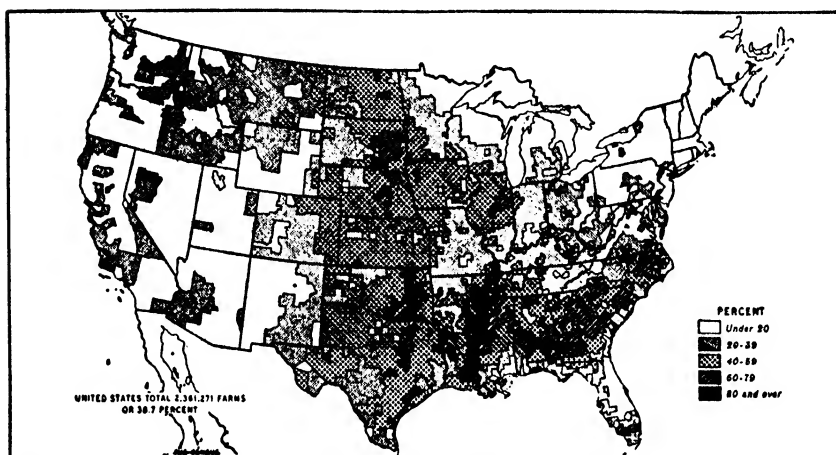 PERCENT
Under 20
20-39
40-59
60-79
80 and over
UNITED STATES TOTAL 2,361,271 FARMS
OR 38.7 PERCENT